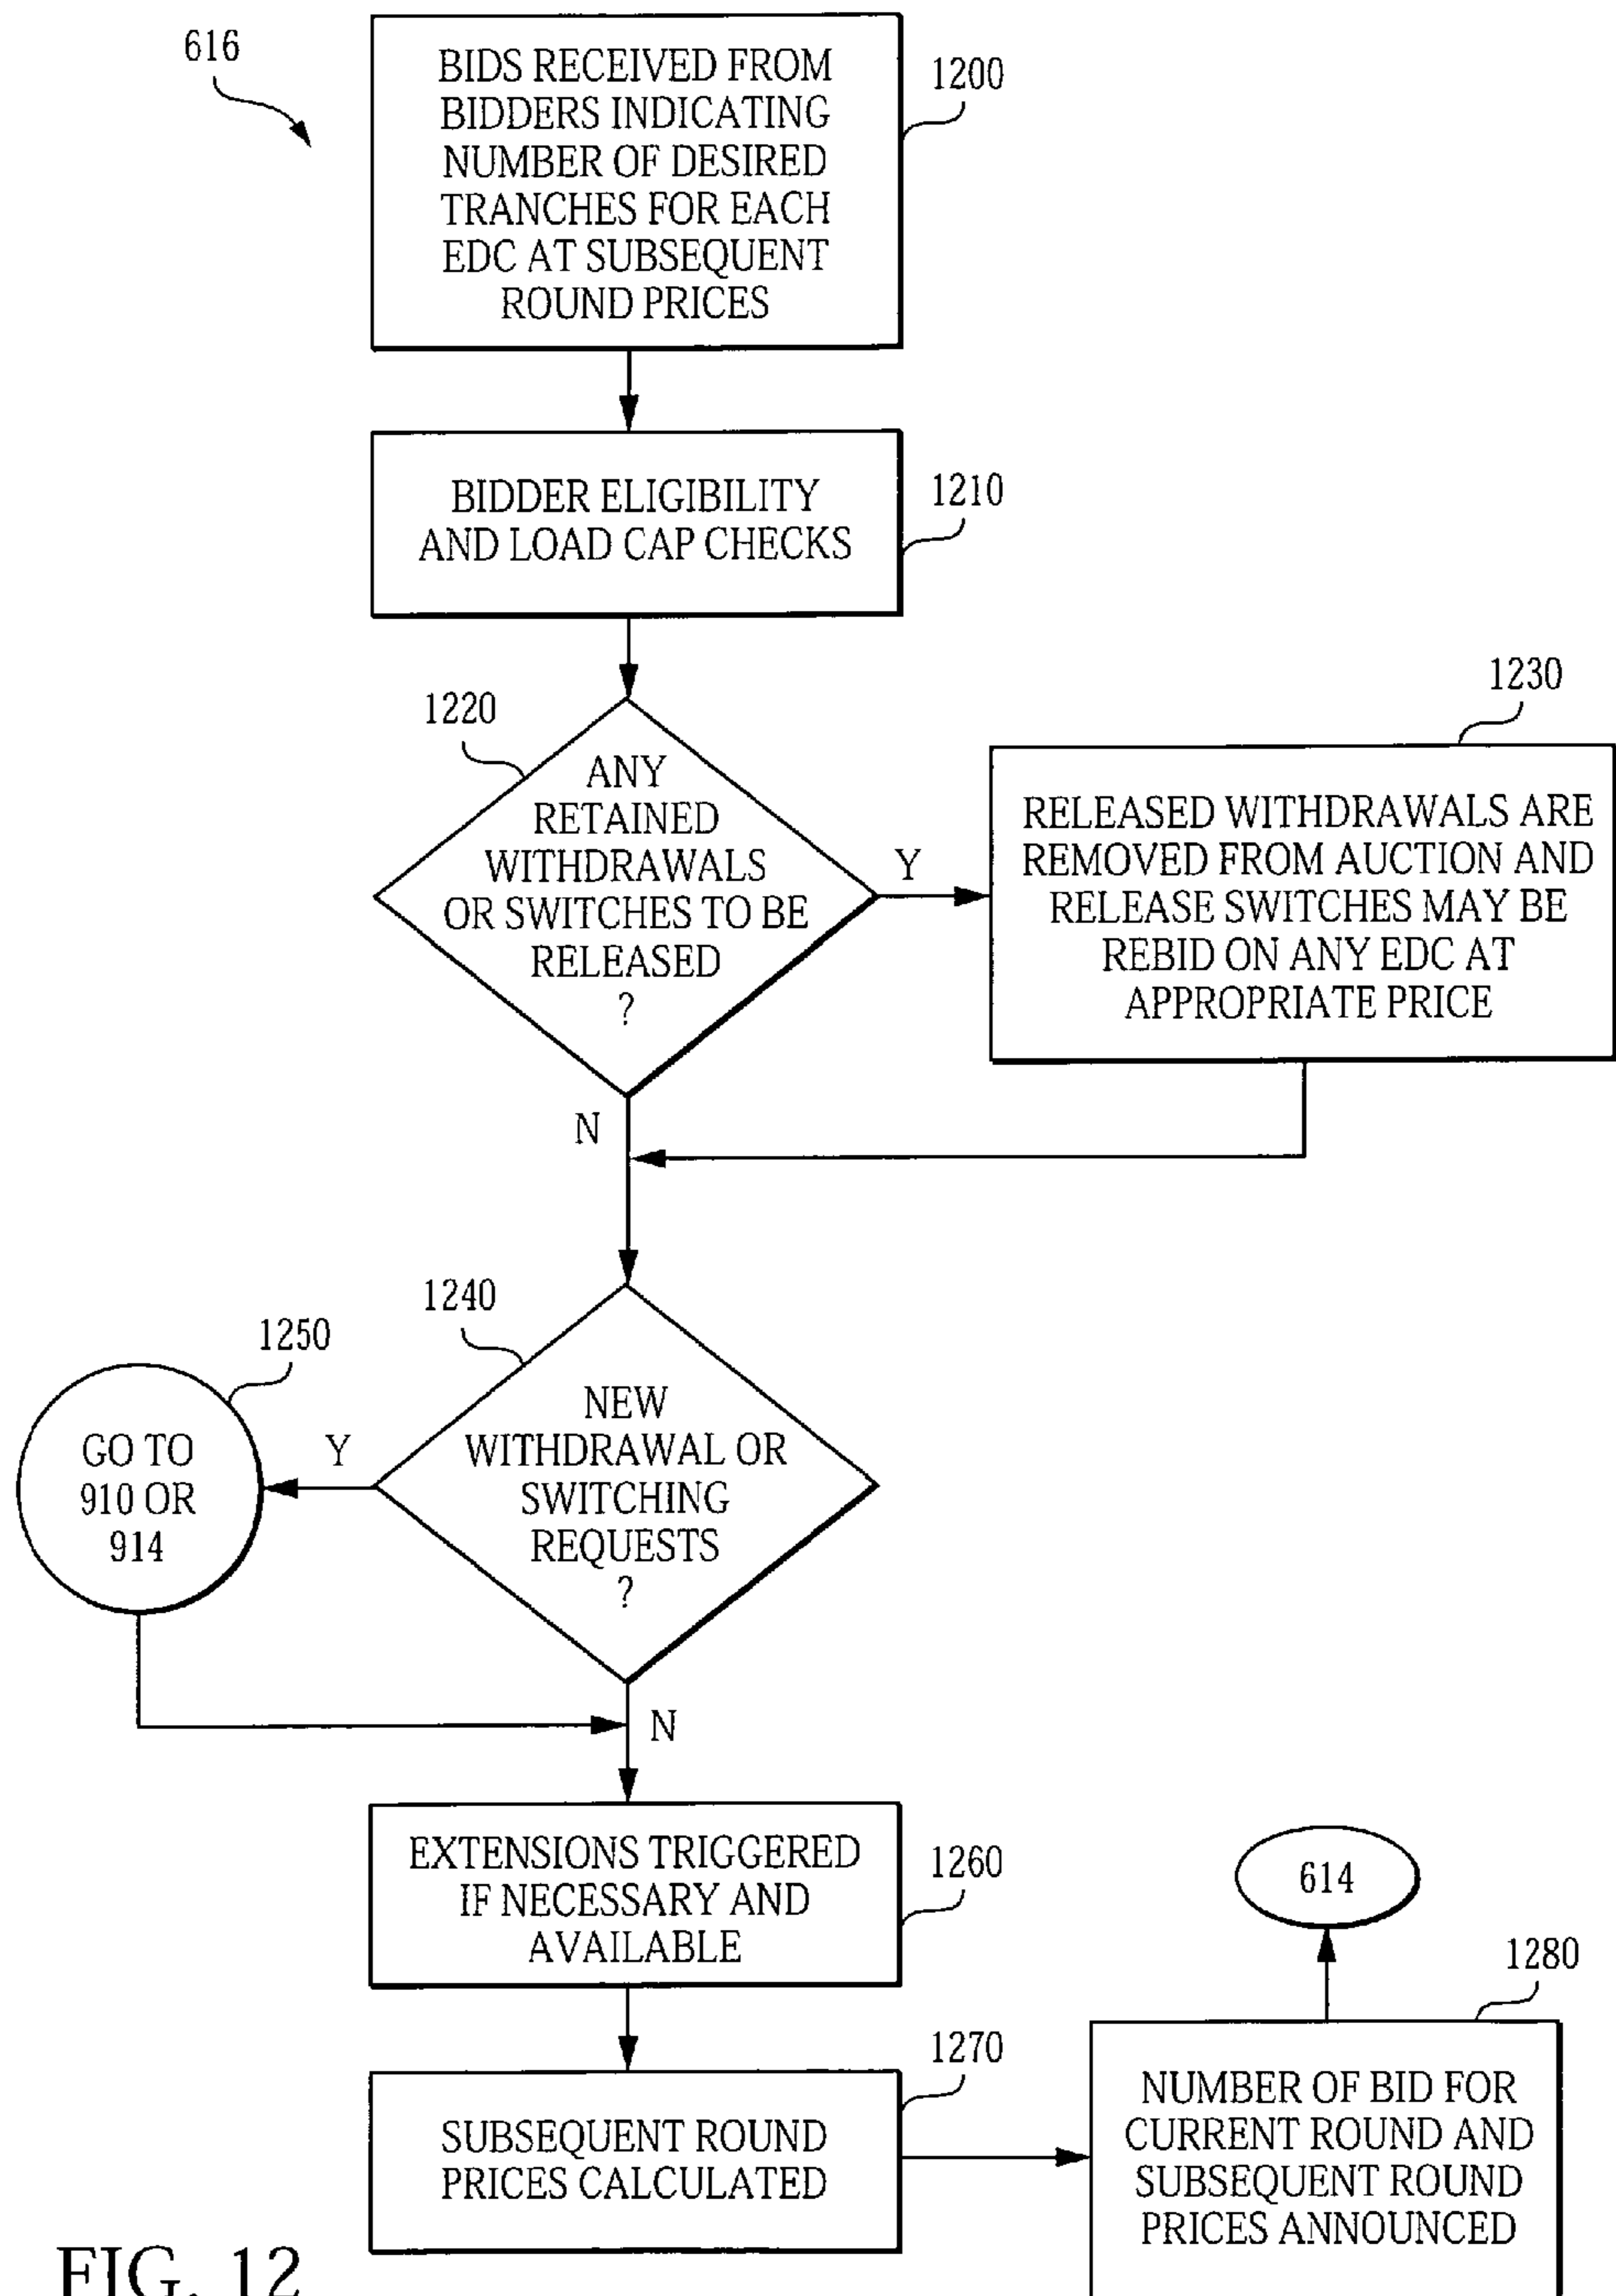 616
BIDS RECEIVED FROM
BIDDERS INDICATING
NUMBER OF DESIRED
TRANCHES FOR EACH
EDC AT SUBSEQUENT
ROUND PRICES
1200
BIDDER ELIGIBILITY
AND LOAD CAP CHECKS
1210
1220
ANY
RETAINED
WITHDRAWALS
OR SWITCHES TO BE
RELEASED
?
Y
N
1230
RELEASED WITHDRAWALS ARE
REMOVED FROM AUCTION AND
RELEASE SWITCHES MAY BE
REBID ON ANY EDC AT
APPROPRIATE PRICE
1240
NEW
WITHDRAWAL OR
SWITCHING
REQUESTS
?
Y
N
1250
GO TO
910 OR
914
EXTENSIONS TRIGGERED
IF NECESSARY AND
AVAILABLE
1260
SUBSEQUENT ROUND
PRICES CALCULATED
1270
614
1280
NUMBER OF BID FOR
CURRENT ROUND AND
SUBSEQUENT ROUND
PRICES ANNOUNCED
FIG. 12